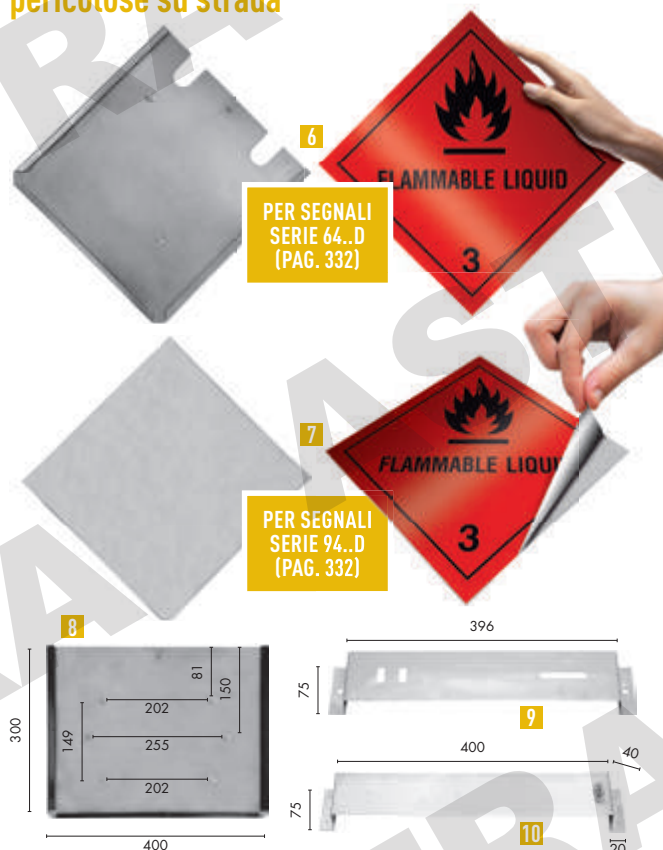 pericolose su strada
6
FLAMMABLE LIQUID
3
PER SEGNALI
SERIE 64..D
(PAG. 332)
7
FLAMMABLE LIQUI
3
PER SEGNALI
SERIE 94..D
(PAG. 332)
8
300
81
150
202
149
255
202
400
396
75
9
400
40
75
10
20